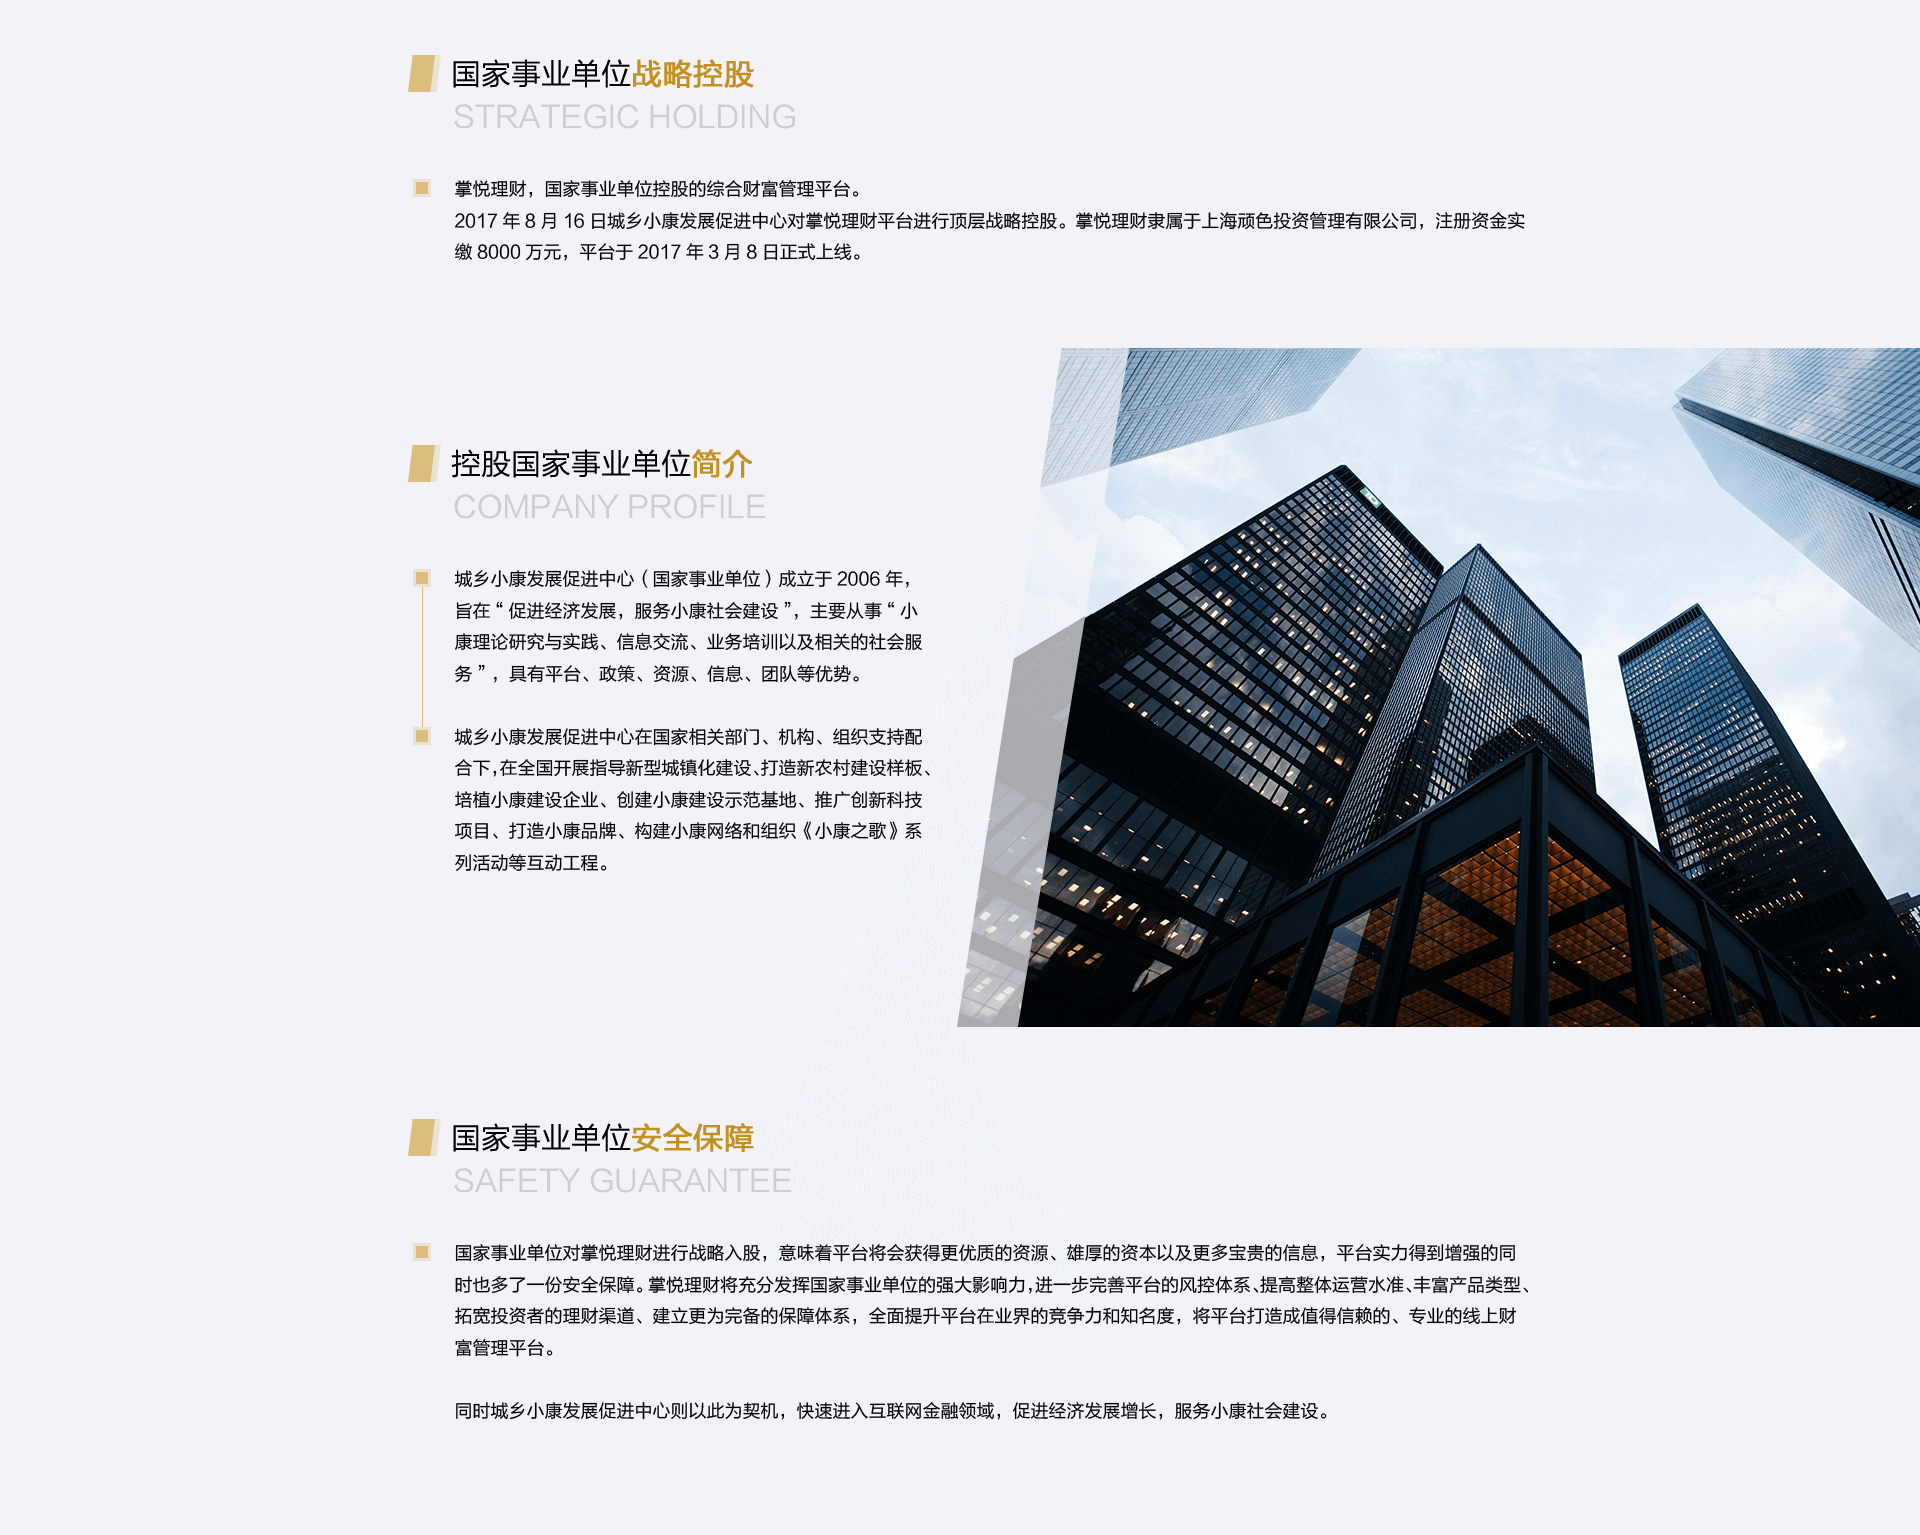 国家事业单位战略控股
STRATEGIC HOLDING
掌悦理财，国家事业单位控股的综合财富管理平台。
2017 年 8 月 16 日城乡小康发展促进中心对掌悦理财平台进行顶层战略控股。掌悦理财隶属于上海顽色投资管理有限公司，注册资金实
缴 8000 万元，平台于 2017 年 3 月 8 日正式上线。
控股国家事业单位简介
COMPANY PROFILE
城乡小康发展促进中心（国家事业单位）成立于 2006 年，
旨在 “ 促进经济发展，服务小康社会建设 ”，主要从事 “ 小
康理论研究与实践、信息交流、业务培训以及相关的社会服
务 ” ，具有平台、政策、资源、信息、团队等优势。
城乡小康发展促进中心在国家相关部门、机构、组织支持配
合下，在全国开展指导新型城镇化建设、打造新农村建设样板、
培植小康建设企业、创建小康建设示范基地、推广创新科技
项目、打造小康品牌、构建小康网络和组织《小康之歌》系
列活动等互动工程。
国家事业单位安全保障
SAFETY GUARANTEE
国家事业单位对掌悦理财进行战略入股，意味着平台将会获得更优质的资源、雄厚的资本以及更多宝贵的信息，平台实力得到增强的同
时也多了一份安全保障。掌悦理财将充分发挥国家事业单位的强大影响力，进一步完善平台的风控体系、提高整体运营水准、丰富产品类型、
拓宽投资者的理财渠道、建立更为完备的保障体系，全面提升平台在业界的竞争力和知名度，将平台打造成值得信赖的、专业的线上财
富管理平台。
同时城乡小康发展促进中心则以此为契机，快速进入互联网金融领域，促进经济发展增长，服务小康社会建设。